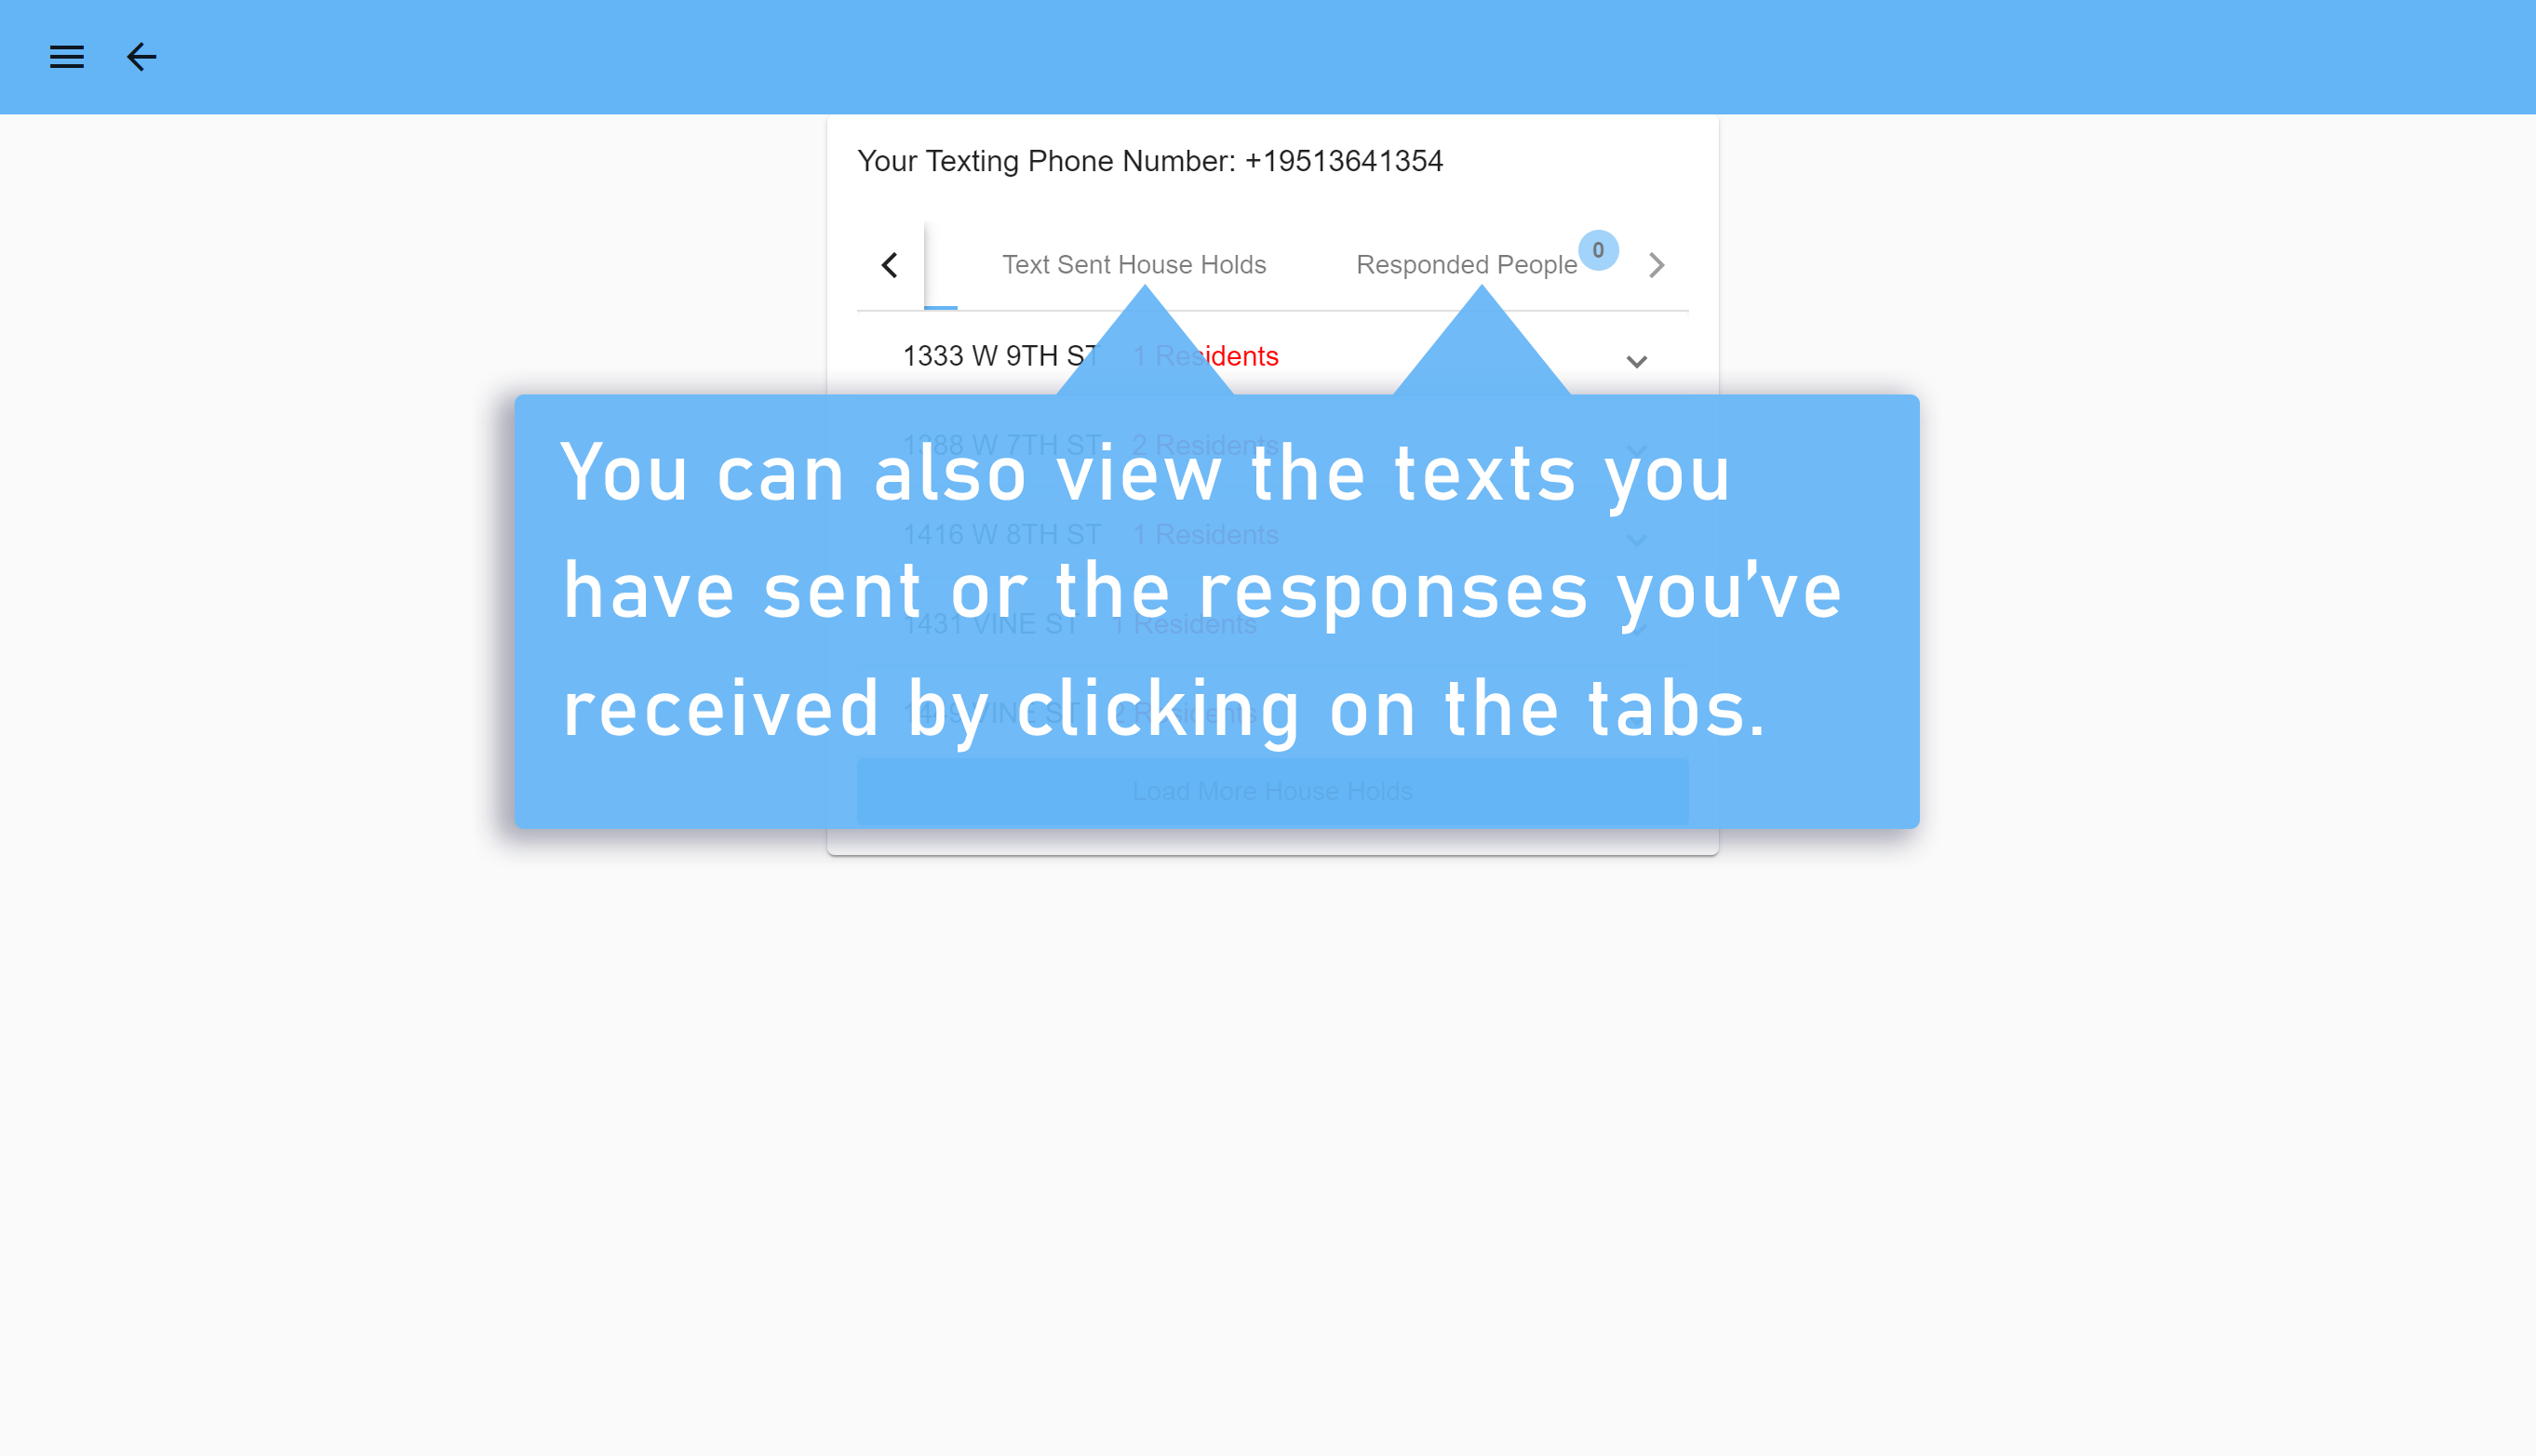 Your Texting Phone Number: +19513641354
Text Sent House Holds
Responded People 0
1333 W 9TH ST 1 Residents
1388 W 7TH ST 2 Residents
You can also view the texts you
1416 W 8TH ST 1 Residents
have sent or the responses you've
1431 VINE ST 1 Residents
received by clicking on the tabs.
VINE ST 2 Residents
Load More House Holds